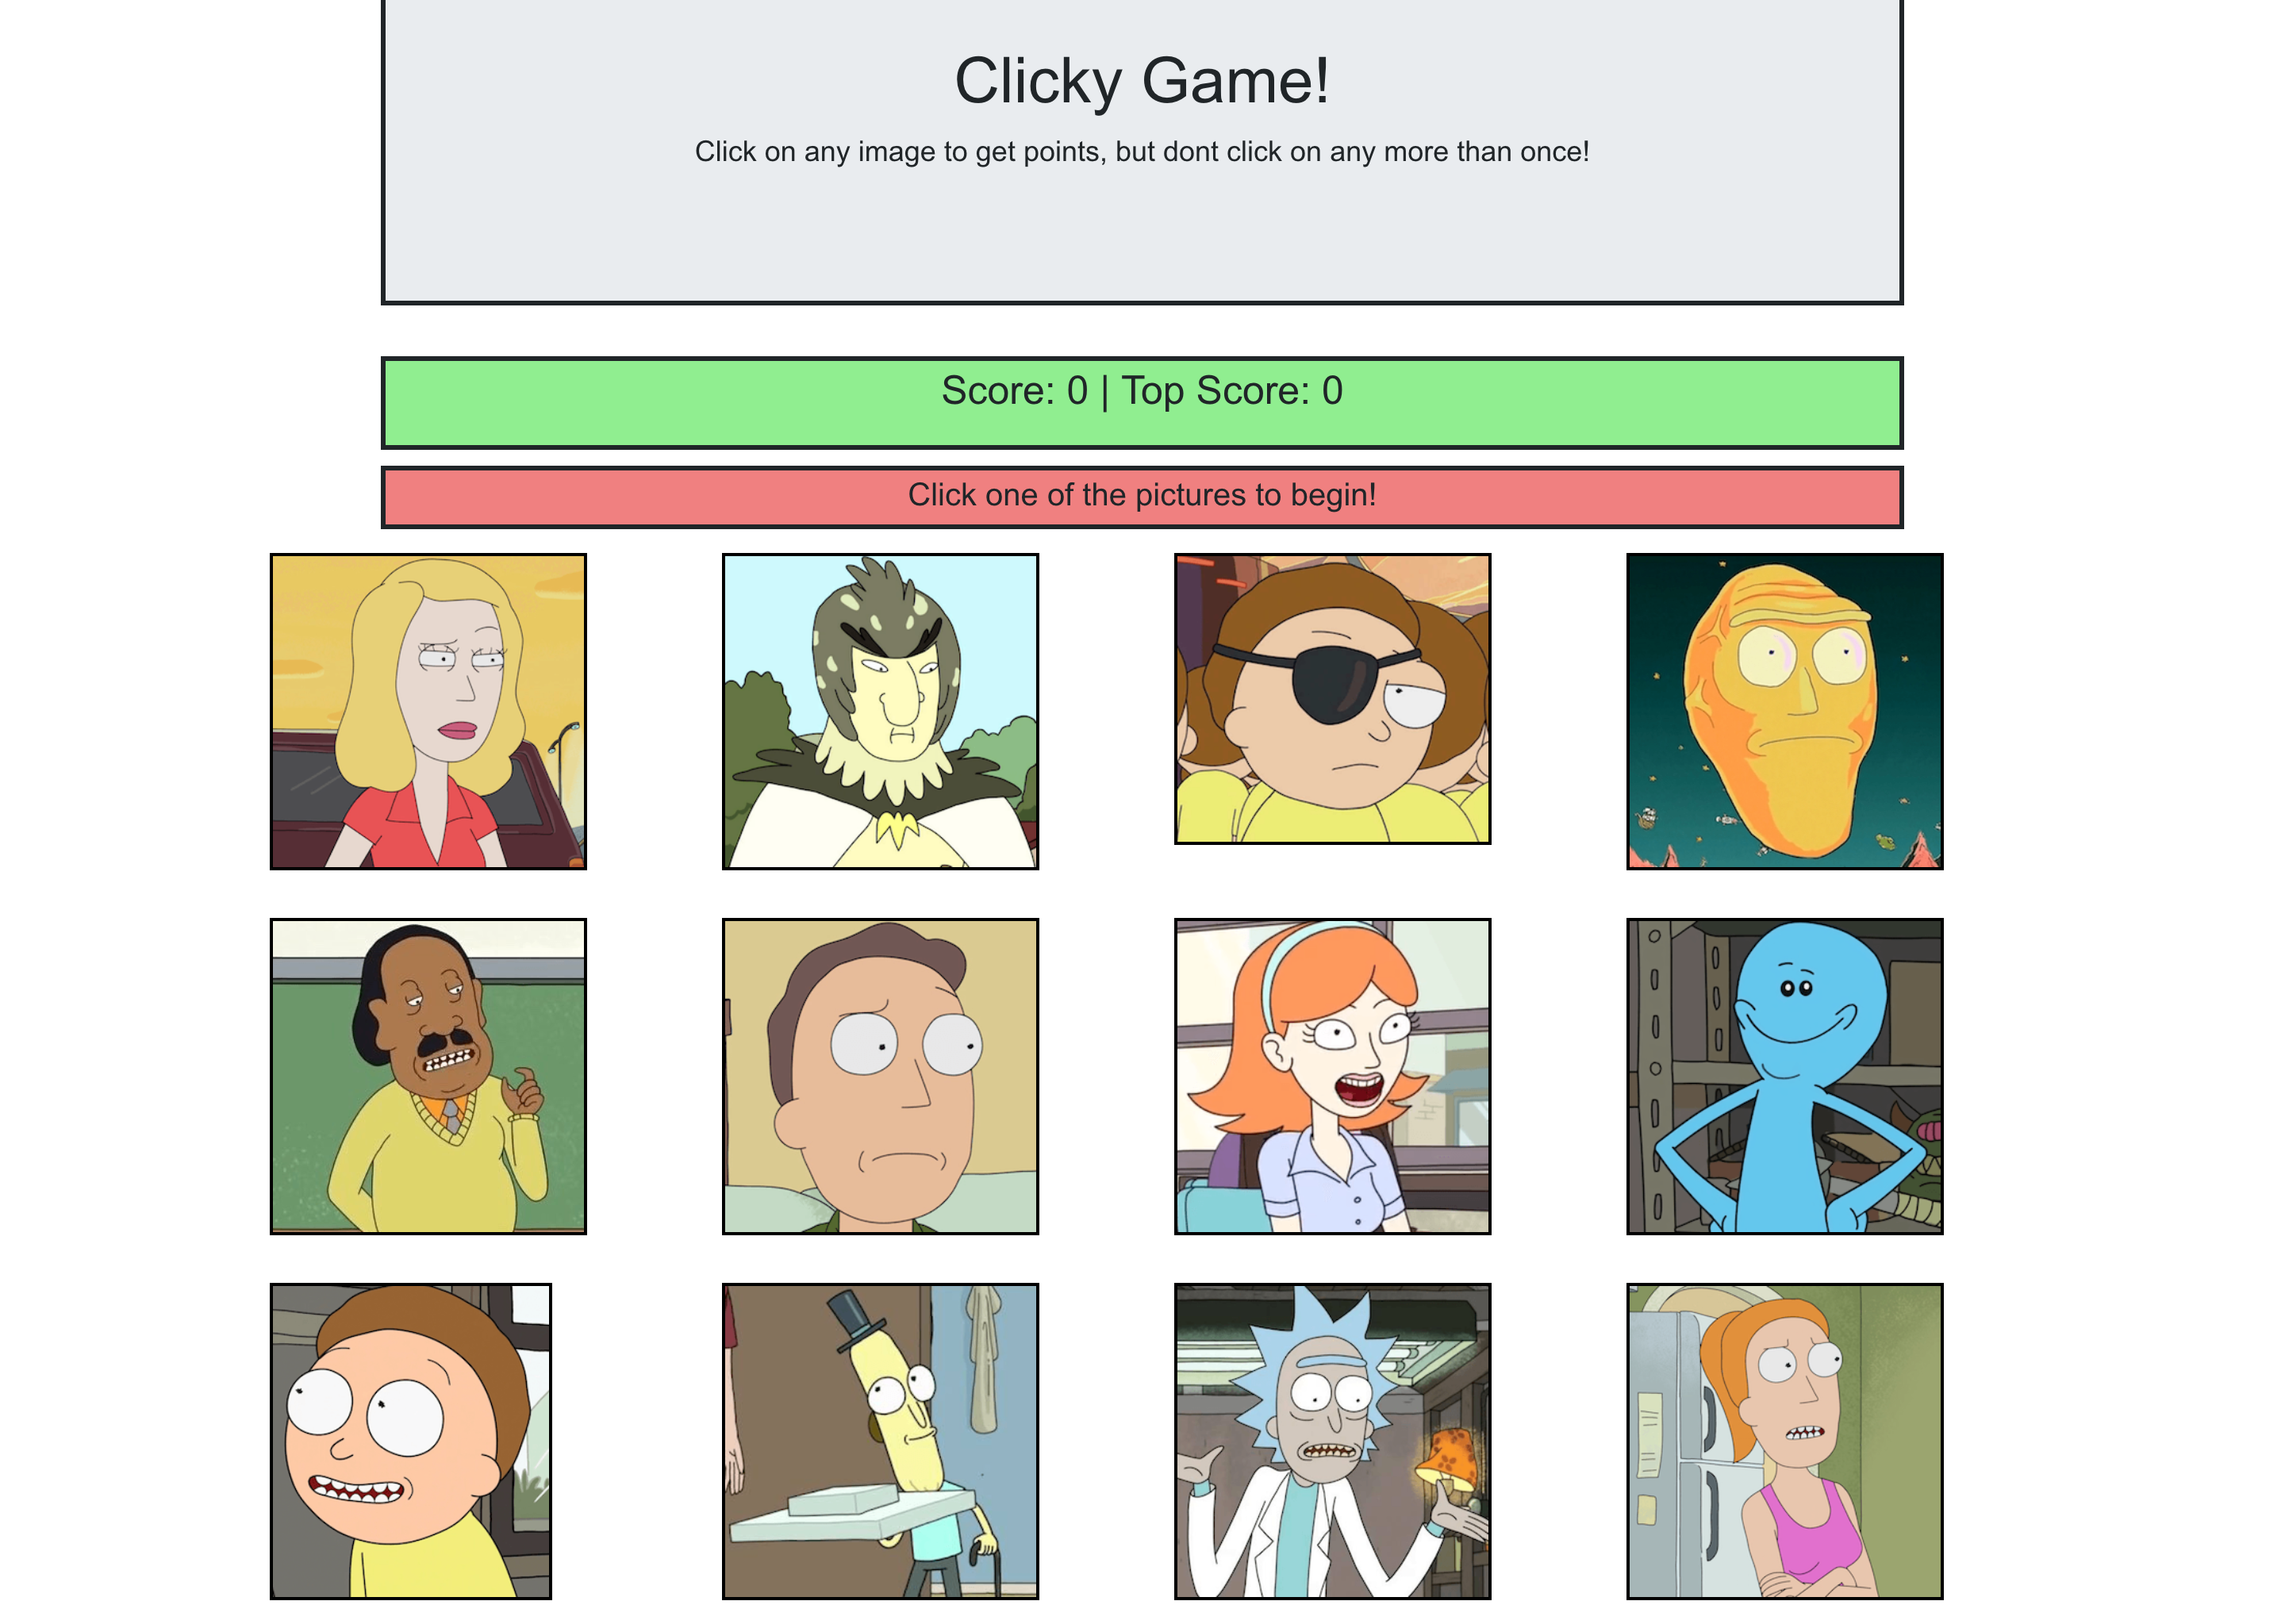 Clicky Game!
Click on any image to get points, but dont click on any more than once!
Score: 0 | Top Score: 0
Click one of the pictures to begin!